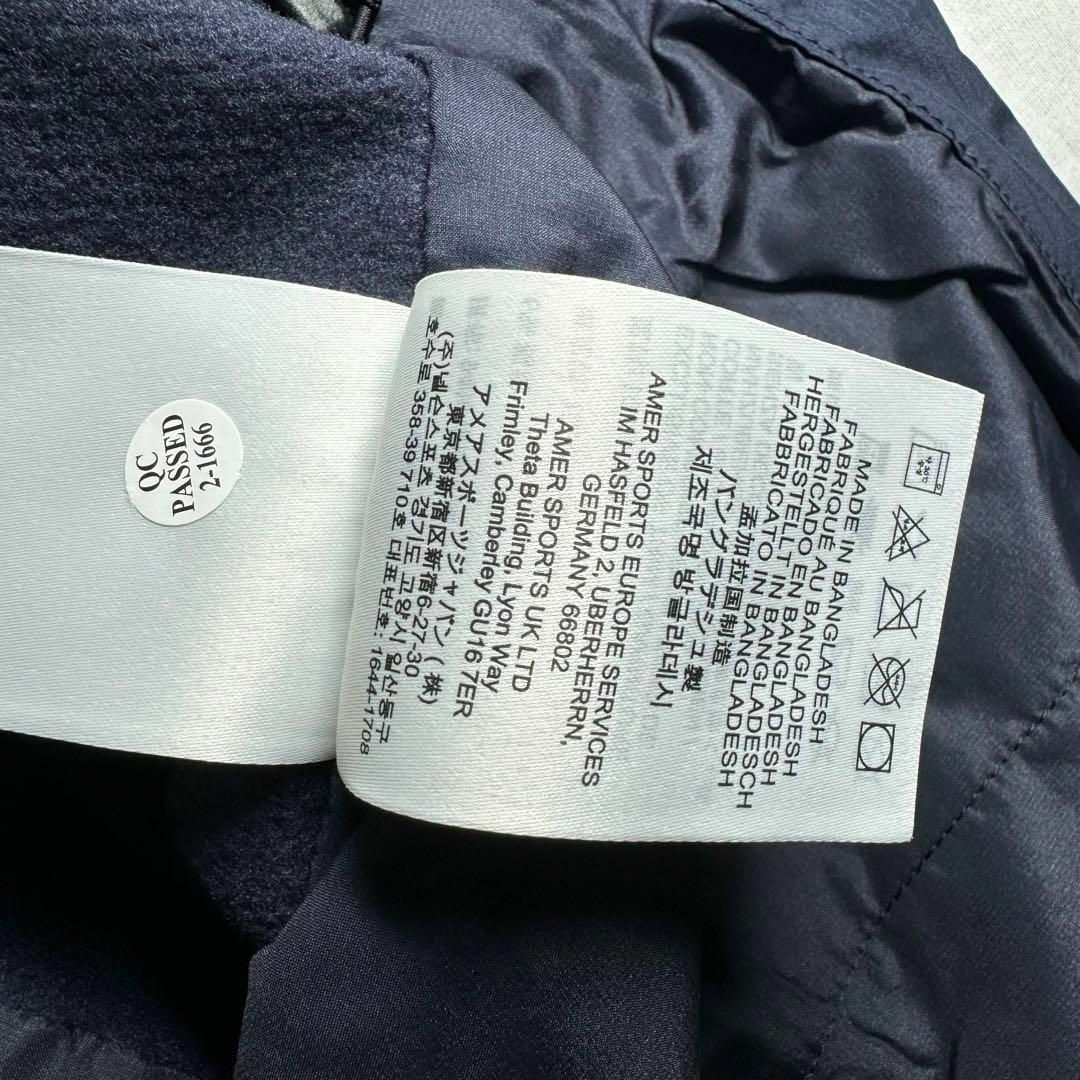 MADE IN BANGLADESH
FABRIQUÉ AU BANGLADESH
FABRICADO EN BANGLADESH
HERGESTELLT IN BANGLADESCH
FABBRICATO IN BANGLADESH
孟加拉国制造
バングラデシュ製
제조국명 방글라데시
AMER SPORTS EUROPE SERVICES
IM HASFELD 2, UBERHERRN,
GERMANY 66802
AMER SPORTS UK LTD
Theta Building, Lyon Way
Frimley, Camberley GU16 7ER
アメアスポーツジャパン (株)
東京都新宿区新宿6-27-30
(주)넬슨스포츠 경기도 고양시 일산동구
호수로 358-39 710호 대표번호: 1644-1708
QC
PASSED
2-1666